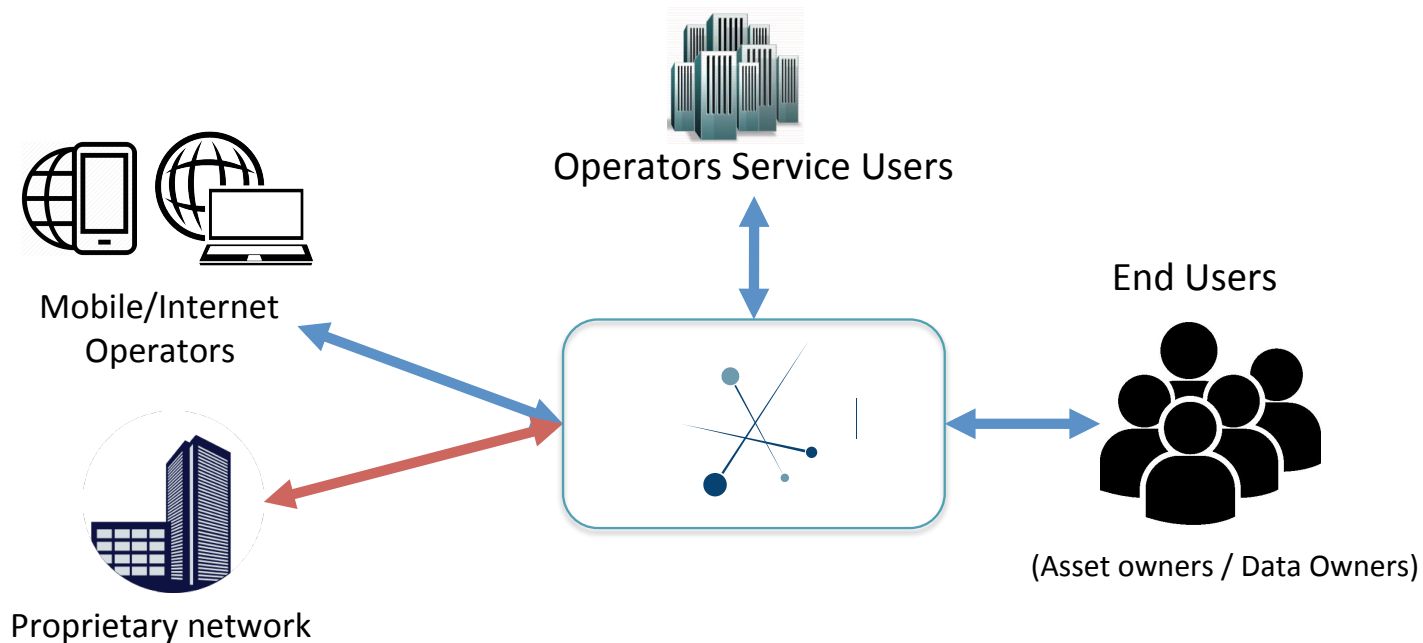 Operators Service Users
Mobile/Internet
Operators
End Users
(Asset owners / Data Owners)
Proprietary network